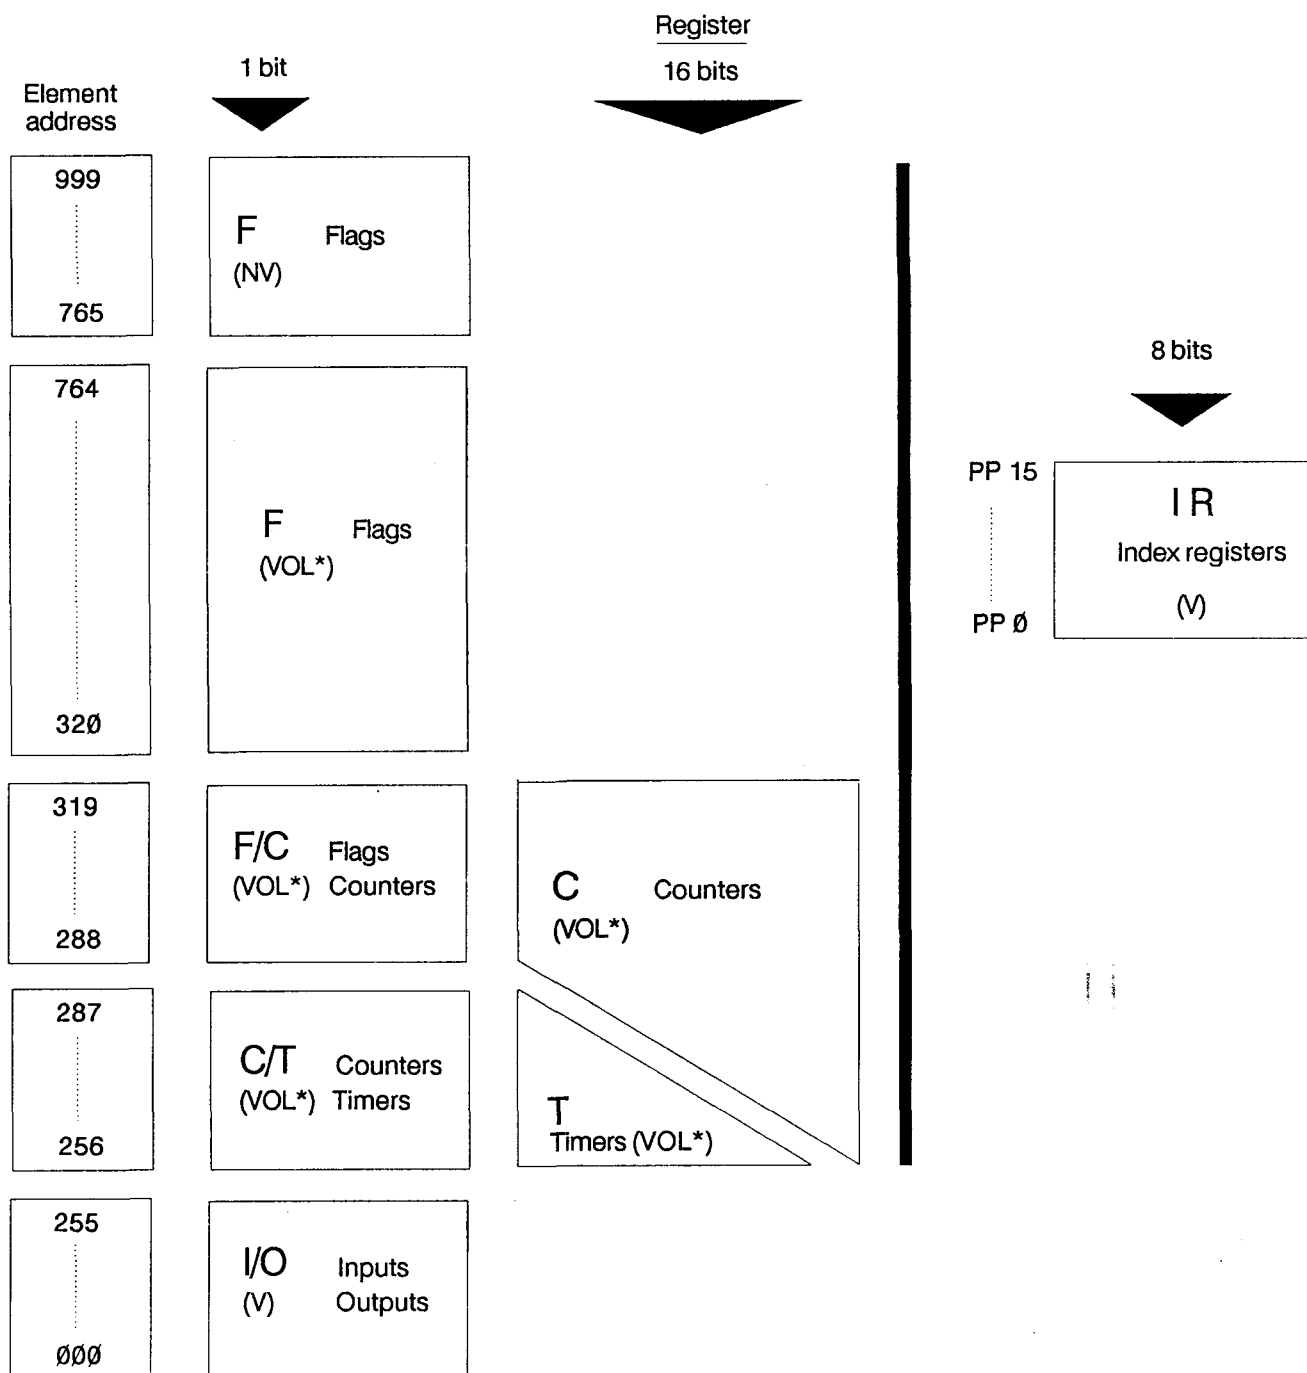 Register
1 bit
16 bits
Element
address
999
765
F Flags
(NV)
8 bits
764
32Ø
F Flags
(VOL*)
PP 15
PP Ø
I R
Index registers
(V)
319
288
F/C Flags
(VOL*) Counters
C Counters
(VOL*)
287
256
C/T Counters
(VOL*) Timers
T
Timers (VOL*)
255
ØØØ
I/O Inputs
(V) Outputs